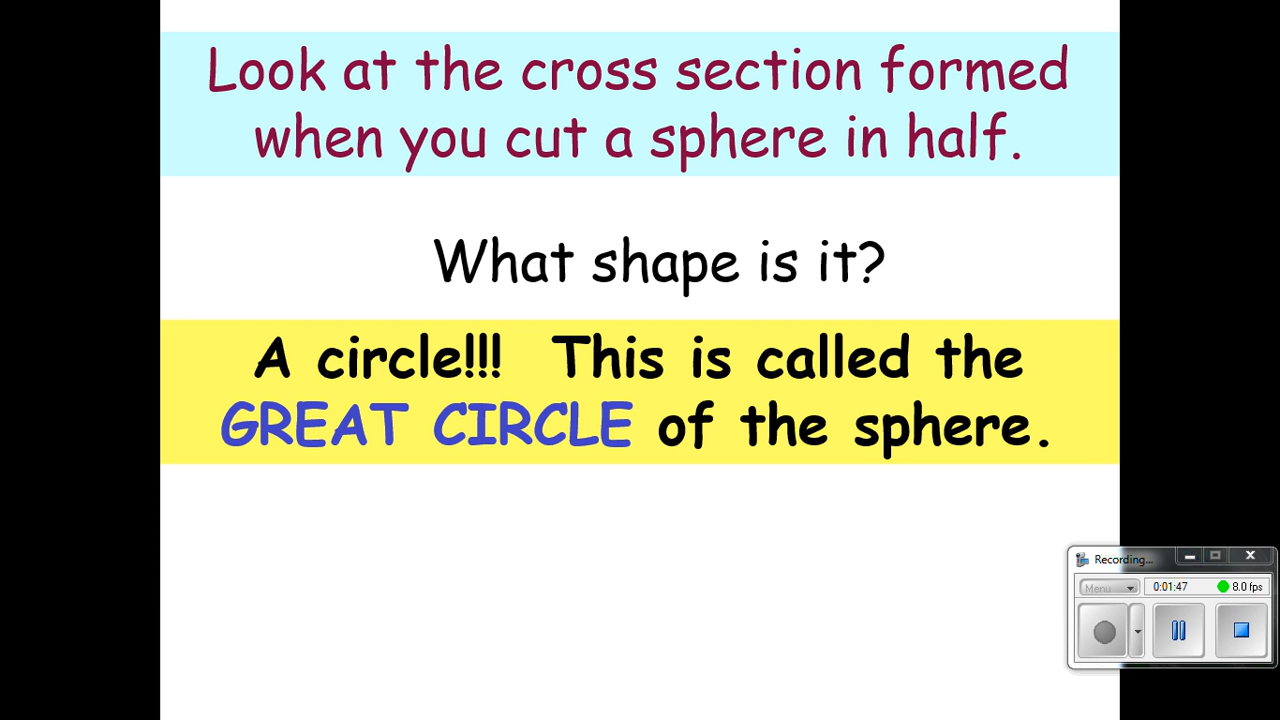 Look at the cross section formed
when you cut a sphere in half.
What shape is it?
A circle!!! This is called the
GREAT CIRCLE of the sphere.
Recording...
Menu
0:01:47
8.0 fps